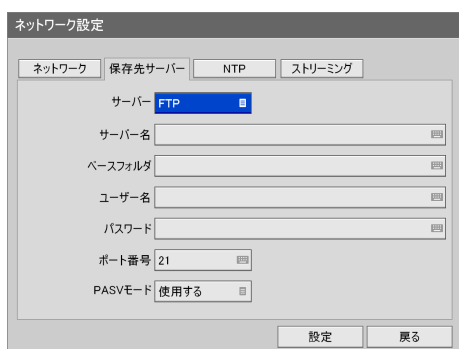 ネットワーク設定
ネットワーク 保存先サーバー NTP ストリーミング
サーバー FTP
サーバー名
ベースフォルダ
ユーザー名
パスワード
ポート番号 21
PASVモード 使用する
設定 戻る